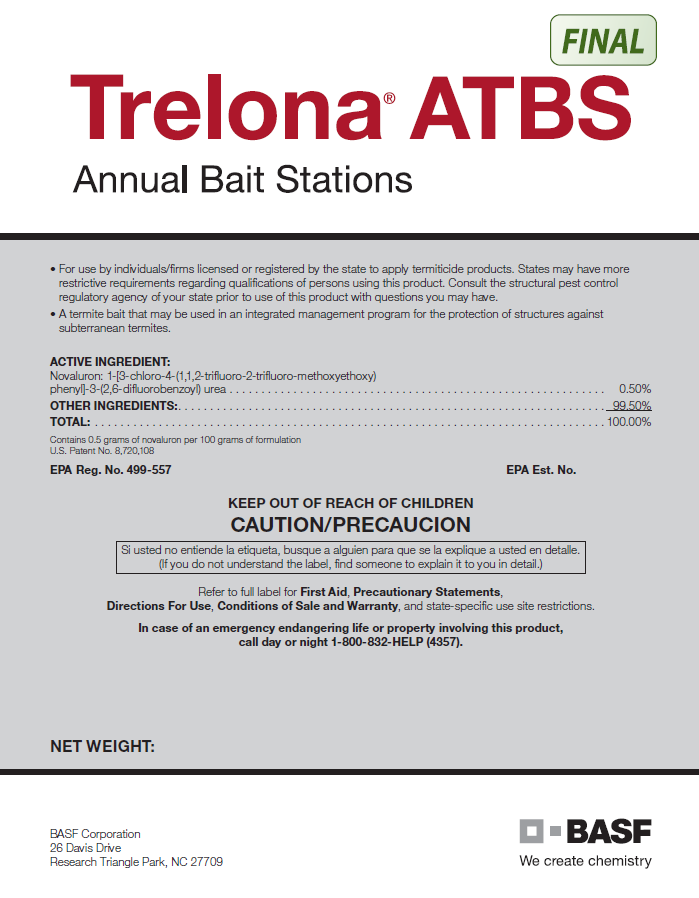 FINAL
Trelona® ATBS
Annual Bait Stations
• For use by individuals/firms licensed or registered by the state to apply termiticide products. States may have more
restrictive requirements regarding qualifications of persons using this product. Consult the structural pest control
regulatory agency of your state prior to use of this product with questions you may have.
• A termite bait that may be used in an integrated management program for the protection of structures against
subterranean termites.
ACTIVE INGREDIENT:
Novaluron: 1-[3-chloro-4-(1,1,2-trifluoro-2-trifluoro-methoxyethoxy)
phenyl]-3-(2,6-difluorobenzoyl) urea . . . . . . . . . . . . . . . . . . . . . . . . . . . . . . 0.50%
OTHER INGREDIENTS: . . . . . . . . . . . . . . . . . . . . . . . . . . . . . . 99.50%
TOTAL: . . . . . . . . . . . . . . . . . . . . . . . . . . . . . . 100.00%
Contains 0.5 grams of novaluron per 100 grams of formulation
U.S. Patent No. 8,720,108
EPA Reg. No. 499-557 EPA Est. No.
KEEP OUT OF REACH OF CHILDREN
CAUTION/PRECAUCION
Si usted no entiende la etiqueta, busque a alguien para que se la explique a usted en detalle.
(If you do not understand the label, find someone to explain it to you in detail.)
Refer to full label for First Aid, Precautionary Statements,
Directions For Use, Conditions of Sale and Warranty, and state-specific use site restrictions.
In case of an emergency endangering life or property involving this product,
call day or night 1-800-832-HELP (4357).
NET WEIGHT:
BASF Corporation
26 Davis Drive
Research Triangle Park, NC 27709
BASF
We create chemistry